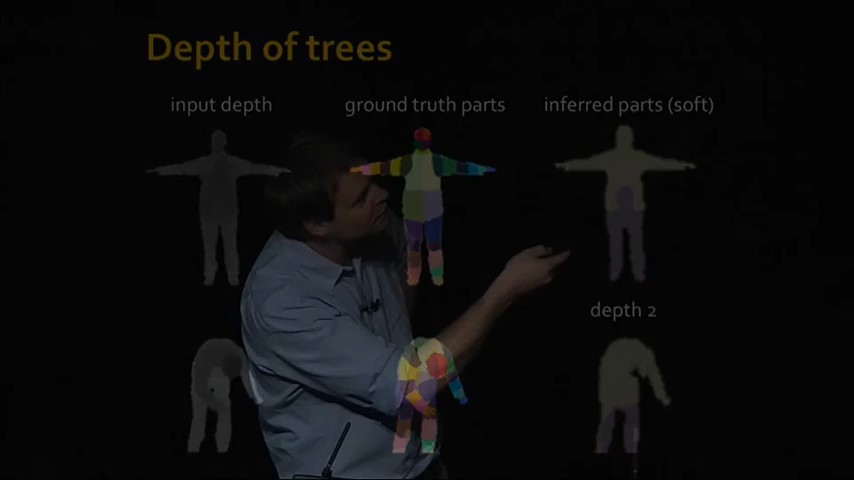 Depth of trees
input depth
ground truth parts
inferred parts (soft)
depth 2